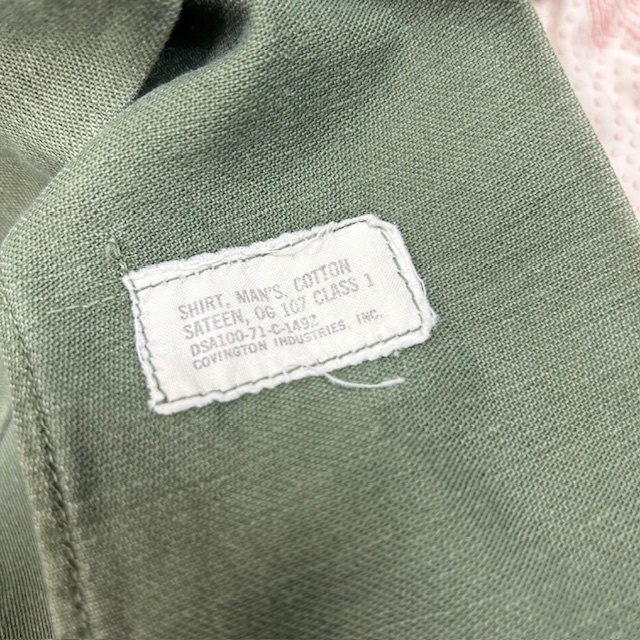 SHIRT, MAN'S, COTTON
SATEEN, OG 107 CLASS 1
DSA100-71-C-1492
COVINGTON INDUSTRIES, INC.